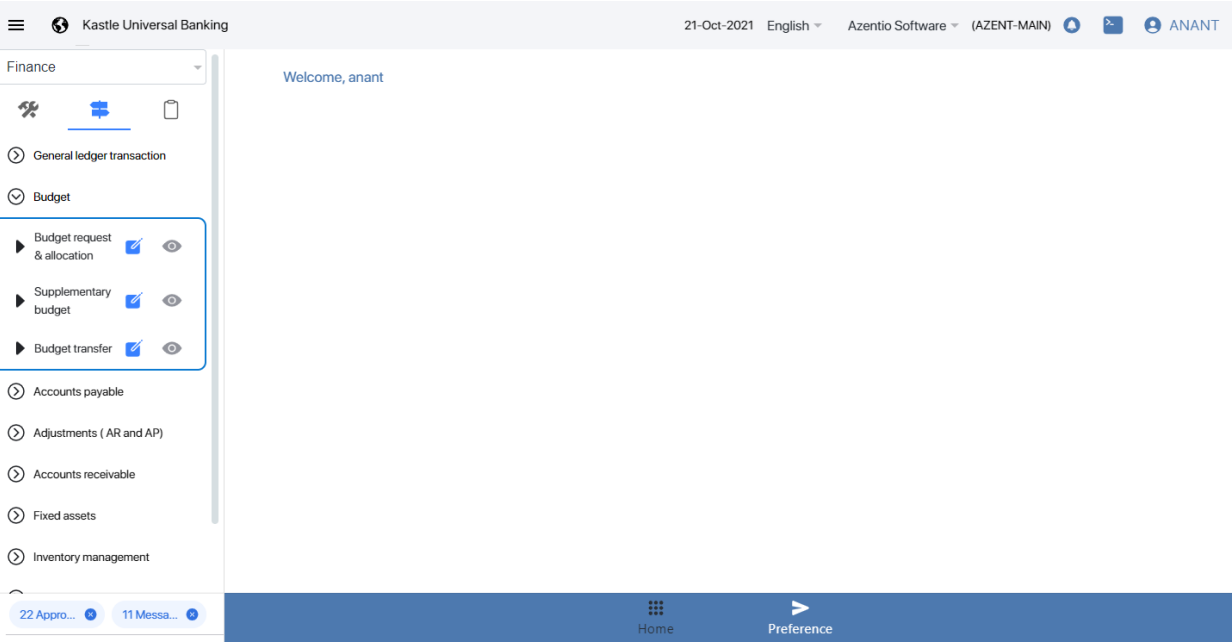 Kastle Universal Banking
21-Oct-2021 English Azentio Software (AZENT-MAIN) ANANT
Finance
Welcome, anant
General ledger transaction
Budget
Budget request
& allocation
Supplementary
budget
Budget transfer
Accounts payable
Adjustments ( AR and AP)
Accounts receivable
Fixed assets
Inventory management
22 Appro... 11 Messa...
Home
Preference